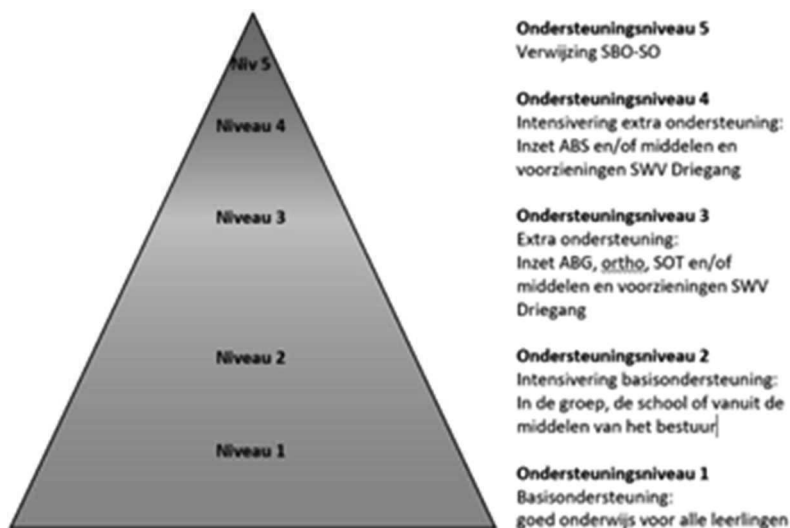 Niv 5
Niveau 4
Niveau 3
Niveau 2
Niveau 1
Ondersteuningsniveau 5
Verwijzing SBO-SO
Ondersteuningsniveau 4
Intensivering extra ondersteuning:
Inzet ABS en/of middelen en
voorzieningen SWV Driegang
Ondersteuningsniveau 3
Extra ondersteuning:
Inzet ABG, ortho, SOT en/of
middelen en voorzieningen SWV
Driegang
Ondersteuningsniveau 2
Intensivering basisondersteuning:
In de groep, de school of vanuit de
middelen van het bestuur
Ondersteuningsniveau 1
Basisondersteuning:
goed onderwijs voor alle leerlingen